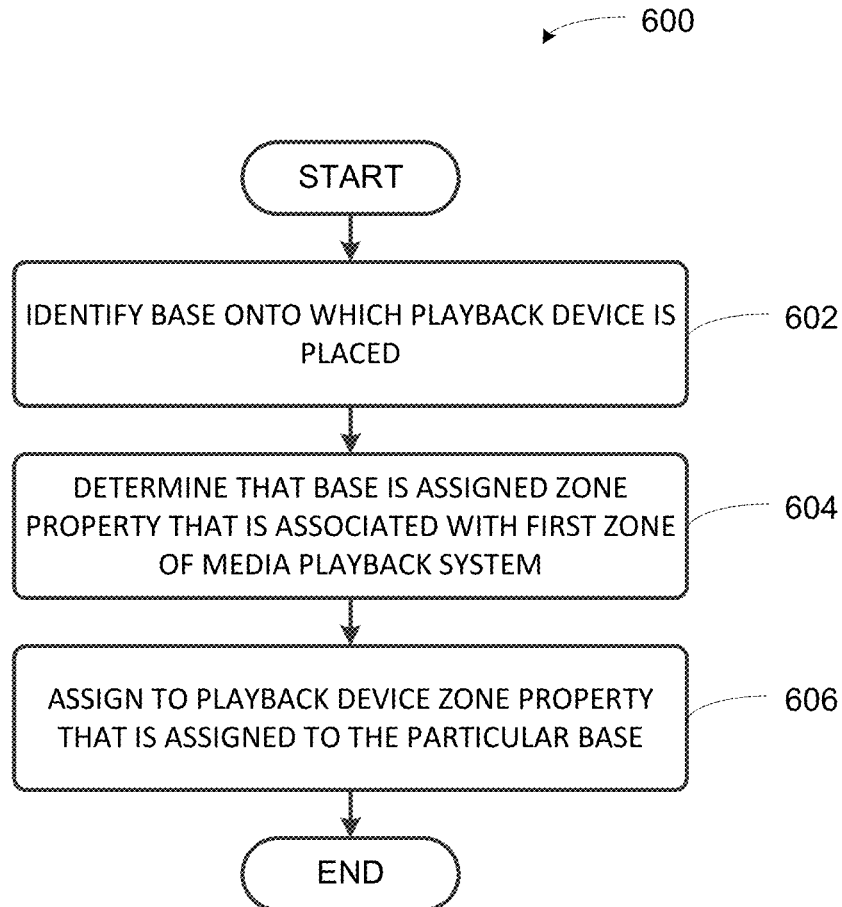 600
START
IDENTIFY BASE ONTO WHICH PLAYBACK DEVICE IS
PLACED
602
DETERMINE THAT BASE IS ASSIGNED ZONE
PROPERTY THAT IS ASSOCIATED WITH FIRST ZONE
OF MEDIA PLAYBACK SYSTEM
604
ASSIGN TO PLAYBACK DEVICE ZONE PROPERTY
THAT IS ASSIGNED TO THE PARTICULAR BASE
606
END